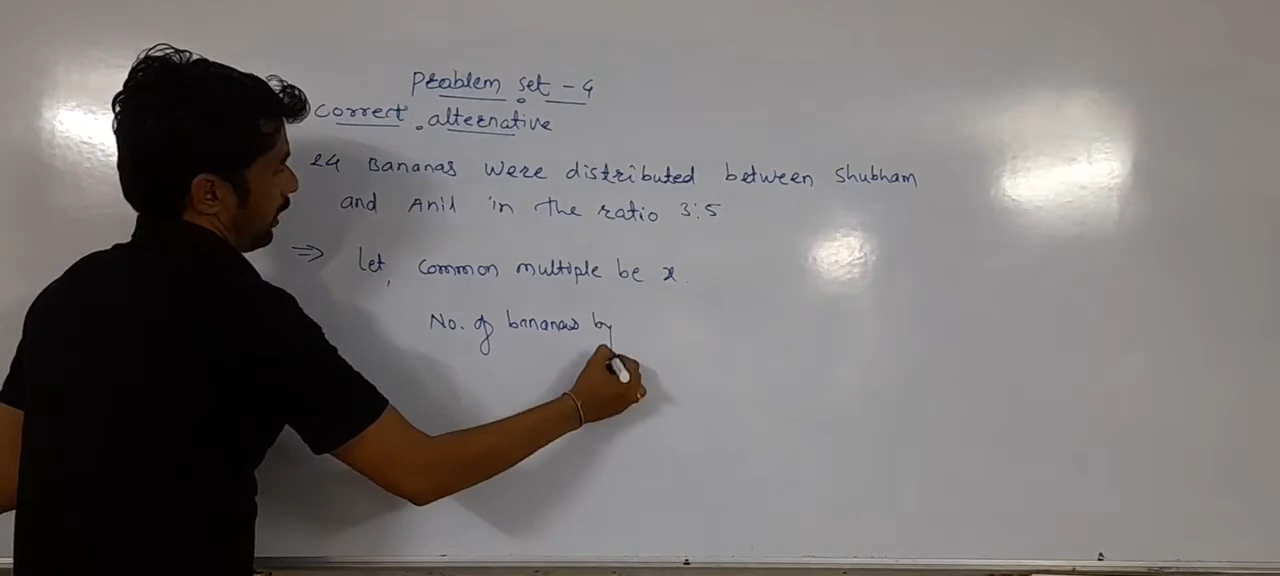 Problem set - 4
correct alternative
24 Bananas were distributed between Shubham
and Anil in the ratio 3:5
⇒ let, common multiple be x.
No. of bananas by